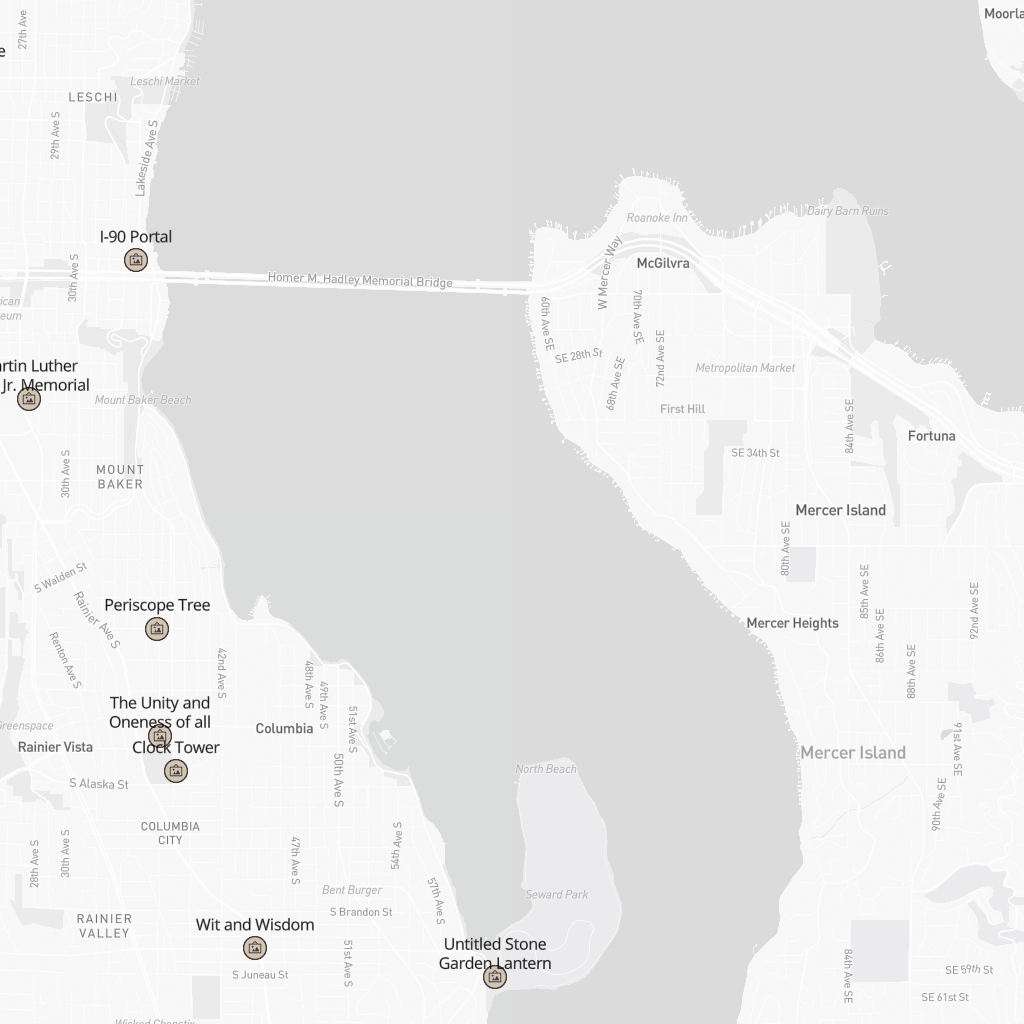 Moorla
27th Ave
e
Leschi Market
LESCHI
29th Ave S
Lakeside Ave S
Roanoke Inn
Dairy Barn Ruins
I-90 Portal
30th Ave S
Homer M. Hadley Memorial Bridge
W Mercer Way
McGilvra
ican
eum
60th Ave SE
70th Ave SE
SE 28th St
72nd Ave SE
68th Ave SE
Metropolitan Market
artin Luther
Jr. Memorial
Mount Baker Beach
First Hill
84th Ave SE
Fortuna
SE 34th St
30th Ave S
MOUNT
BAKER
Mercer Island
80th Ave SE
S Walden St
Rainier Ave S
Periscope Tree
85th Ave SE
86th Ave SE
92nd Ave SE
Mercer Heights
Renton Ave S
42nd Ave S
48th Ave S
49th Ave S
88th Ave SE
The Unity and
Oneness of all
51st Ave S
Greenspace
Columbia
91st Ave SE
Rainier Vista
Clock Tower
Mercer Island
North Beach
S Alaska St
50th Ave S
90th Ave SE
COLUMBIA
CITY
28th Ave S
30th Ave S
47th Ave S
54th Ave S
57th Ave S
Bent Burger
Seward Park
S Brandon St
RAINIER
VALLEY
Wit and Wisdom
Untitled Stone
Garden Lantern
51st Ave S
S Juneau St
84th Ave SE
SE 59th St
SE 61st St
Wicked Chopstix